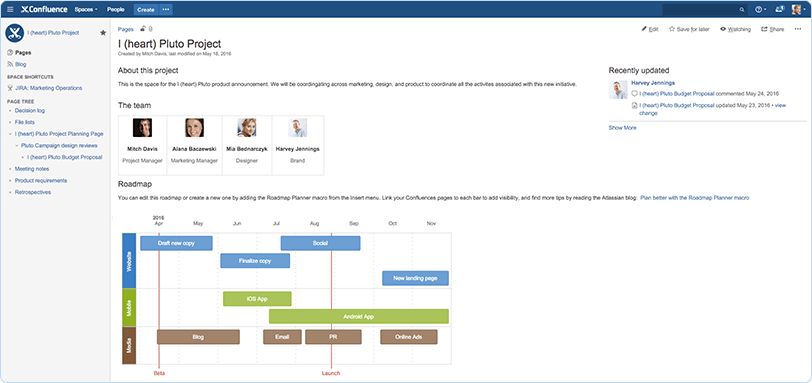 Confluence
Spaces
People
Create
I (heart) Pluto Project
Pages
Blog
SPACE SHORTCUTS
JIRA: Marketing Operations
PAGE TREE
Decision log
File lists
I (heart) Pluto Project Planning Page
Pluto Campaign design reviews
I (heart) Pluto Budget Proposal
Meeting notes
Product requirements
Retrospectives
Pages
Edit
Save for later
Watching
Share
I (heart) Pluto Project
Created by Mitch Davis, last modified on May 16, 2016
About this project
This is the space for the I (heart) Pluto product announcement. We will be coordingating across marketing, design, and product to coordinate all the activites associated with this new initiative.
The team
Mitch Davis
Project Manager
Alana Baczewski
Marketing Manager
Mia Bednarczyk
Designer
Harvey Jennings
Brand
Recently updated
Harvey Jennings
I (heart) Pluto Budget Proposal commented May 24, 2016
I (heart) Pluto Budget Proposal updated May 23, 2016 • view
change
Show More
Roadmap
You can edit this roadmap or create a new one by adding the Roadmap Planner macro from the Insert menu. Link your Confluences pages to each bar to add visibility, and find more tips by reading the Atlassian blog: Plan better with the Roadmap Planner macro
2016
Apr May Jun Jul Aug Sep Oct Nov
Website
Draft new copy
Social
Finalize copy
New landing page
Mobile
iOS App
Android App
Media
Blog
Email
PR
Online Ads
Beta
Launch